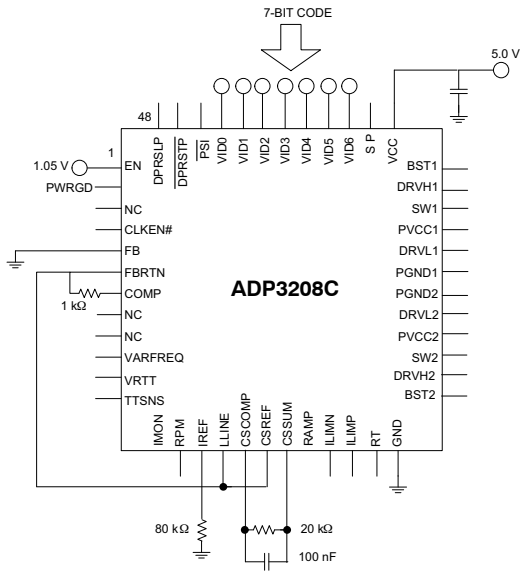 7-BIT CODE
5.0 V
48
DPRSLP
DPRSTP
PSI
VID0
VID1
VID2
VID3
VID4
VID5
VID6
S P
VCC
1
1.05 V
EN
PWRGD
NC
CLKEN#
FB
FBRTN
COMP
1 kΩ
NC
NC
VARFREQ
VRTT
TTSNS
ADP3208C
BST1
DRVH1
SW1
PVCC1
DRVL1
PGND1
PGND2
DRVL2
PVCC2
SW2
DRVH2
BST2
IMON
RPM
IREF
LLINE
CSCOMP
CSREF
CSSUM
RAMP
ILIMN
ILIMP
RT
GND
80 kΩ
20 kΩ
100 nF